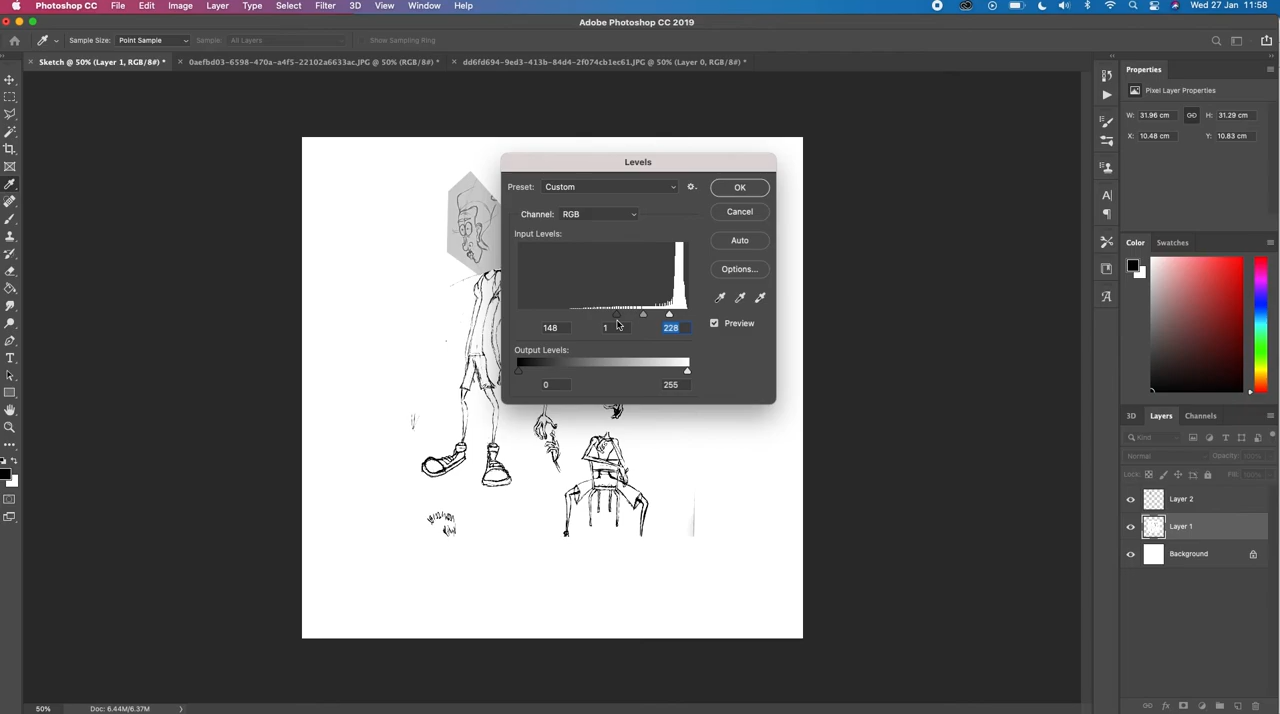 Photoshop CC File Edit Image Layer Type Select Filter 3D View Window Help Wed 27 Jan 11:58
Adobe Photoshop CC 2019
Sample Size: Point Sample Sample: All Layers Show Sampling Ring
Sketch @ 50% (Layer 1, RGB/8#) * 0aefbd03-6598-470a-a4f5-22102a6633ac.JPG @ 50% (RGB/8#) * dd6fd694-9ed3-413b-84d4-2f074cb1ec61.JPG @ 50% (Layer 0, RGB/8#) *
Properties
Pixel Layer Properties
W: 31.96 cm H: 31.29 cm
X: 10.48 cm Y: 10.83 cm
Levels
Preset: Custom
OK
Channel: RGB
Cancel
Input Levels:
Auto
Options...
148 1 228
Preview
Output Levels:
0 255
Color Swatches
3D Layers Channels
Kind
Normal Opacity: 100%
Lock: Fill: 100%
Layer 2
Layer 1
Background
50% Doc: 6.44M/6.37M